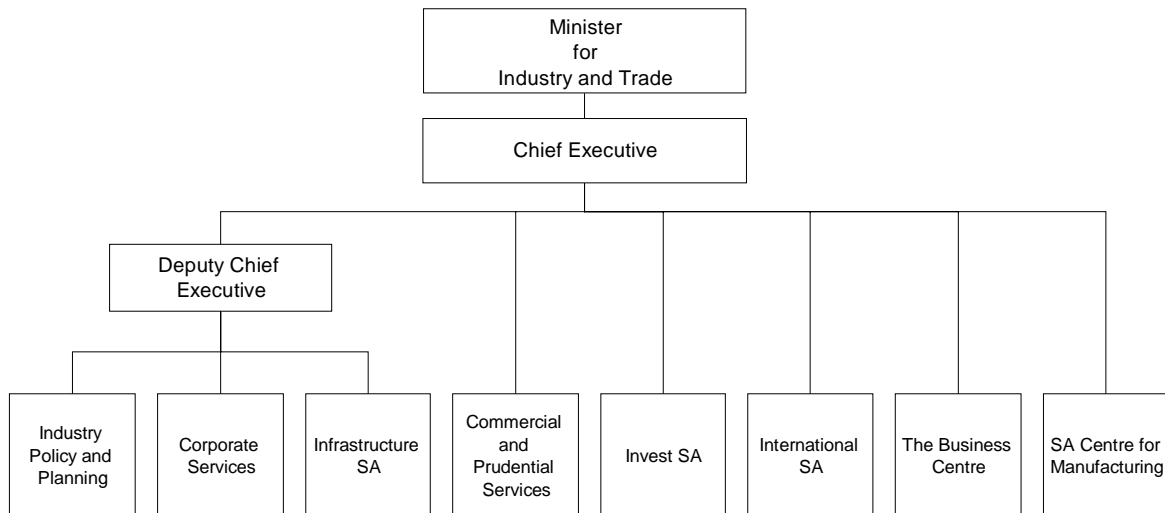 Minister
for
Industry and Trade
Chief Executive
Deputy Chief
Executive
Industry
Policy and
Planning
Corporate
Services
Infrastructure
SA
Commercial
and
Prudential
Services
Invest SA
International
SA
The Business
Centre
SA Centre for
Manufacturing